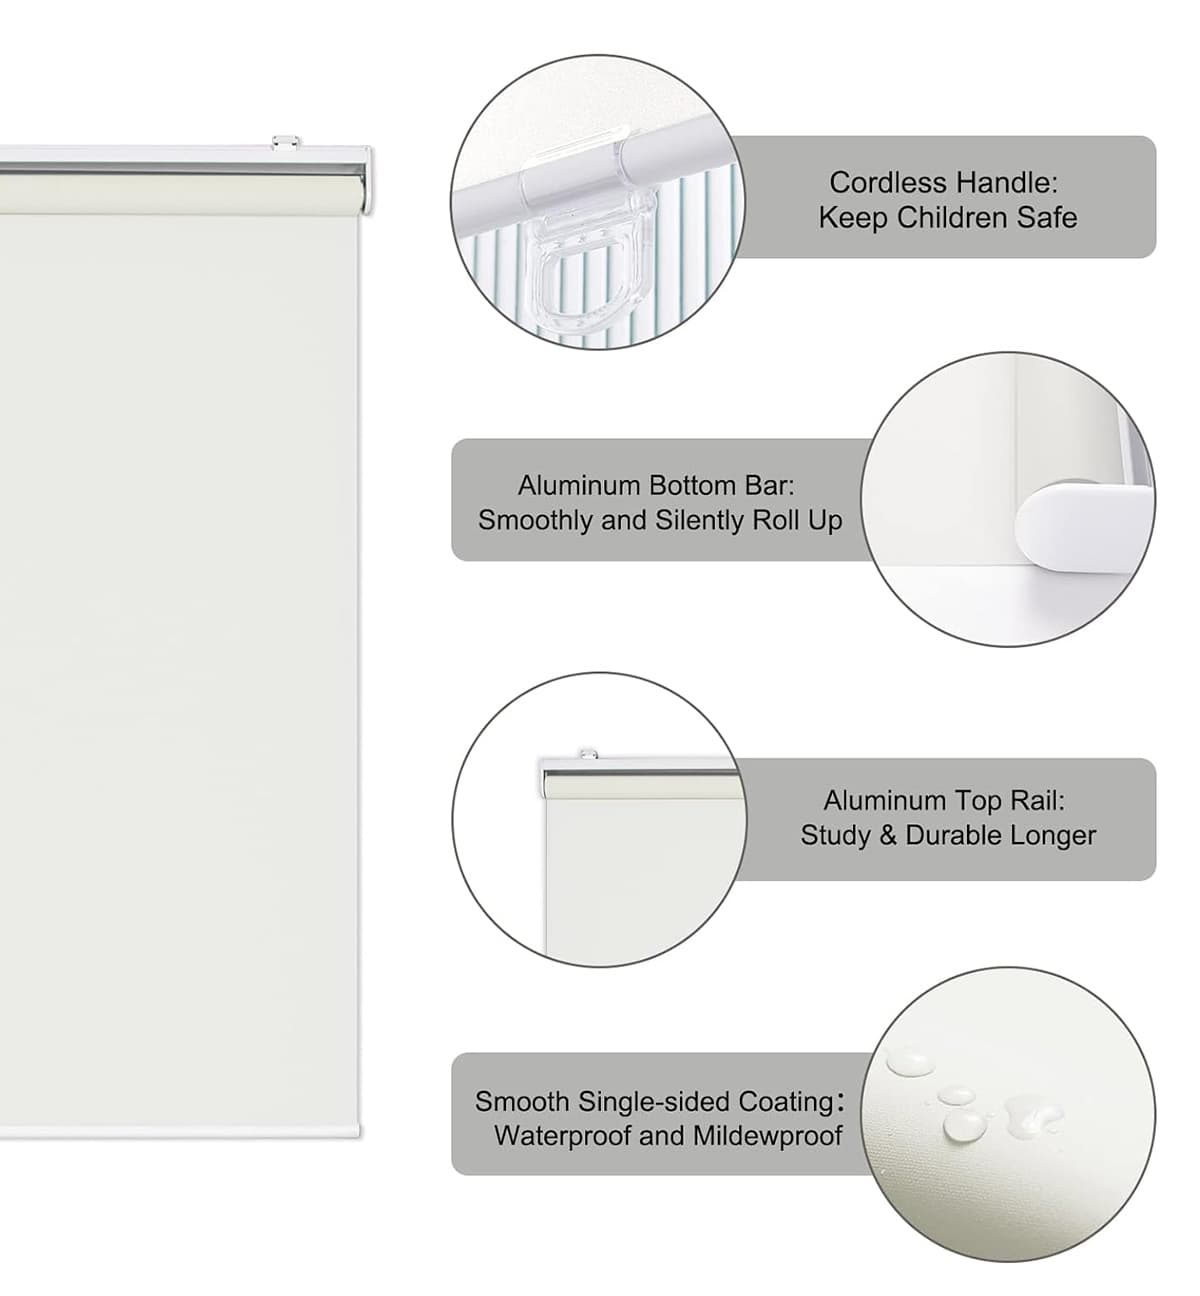 Cordless Handle:
Keep Children Safe
Aluminum Bottom Bar:
Smoothly and Silently Roll Up
Aluminum Top Rail:
Study & Durable Longer
Smooth Single-sided Coating：
Waterproof and Mildewproof